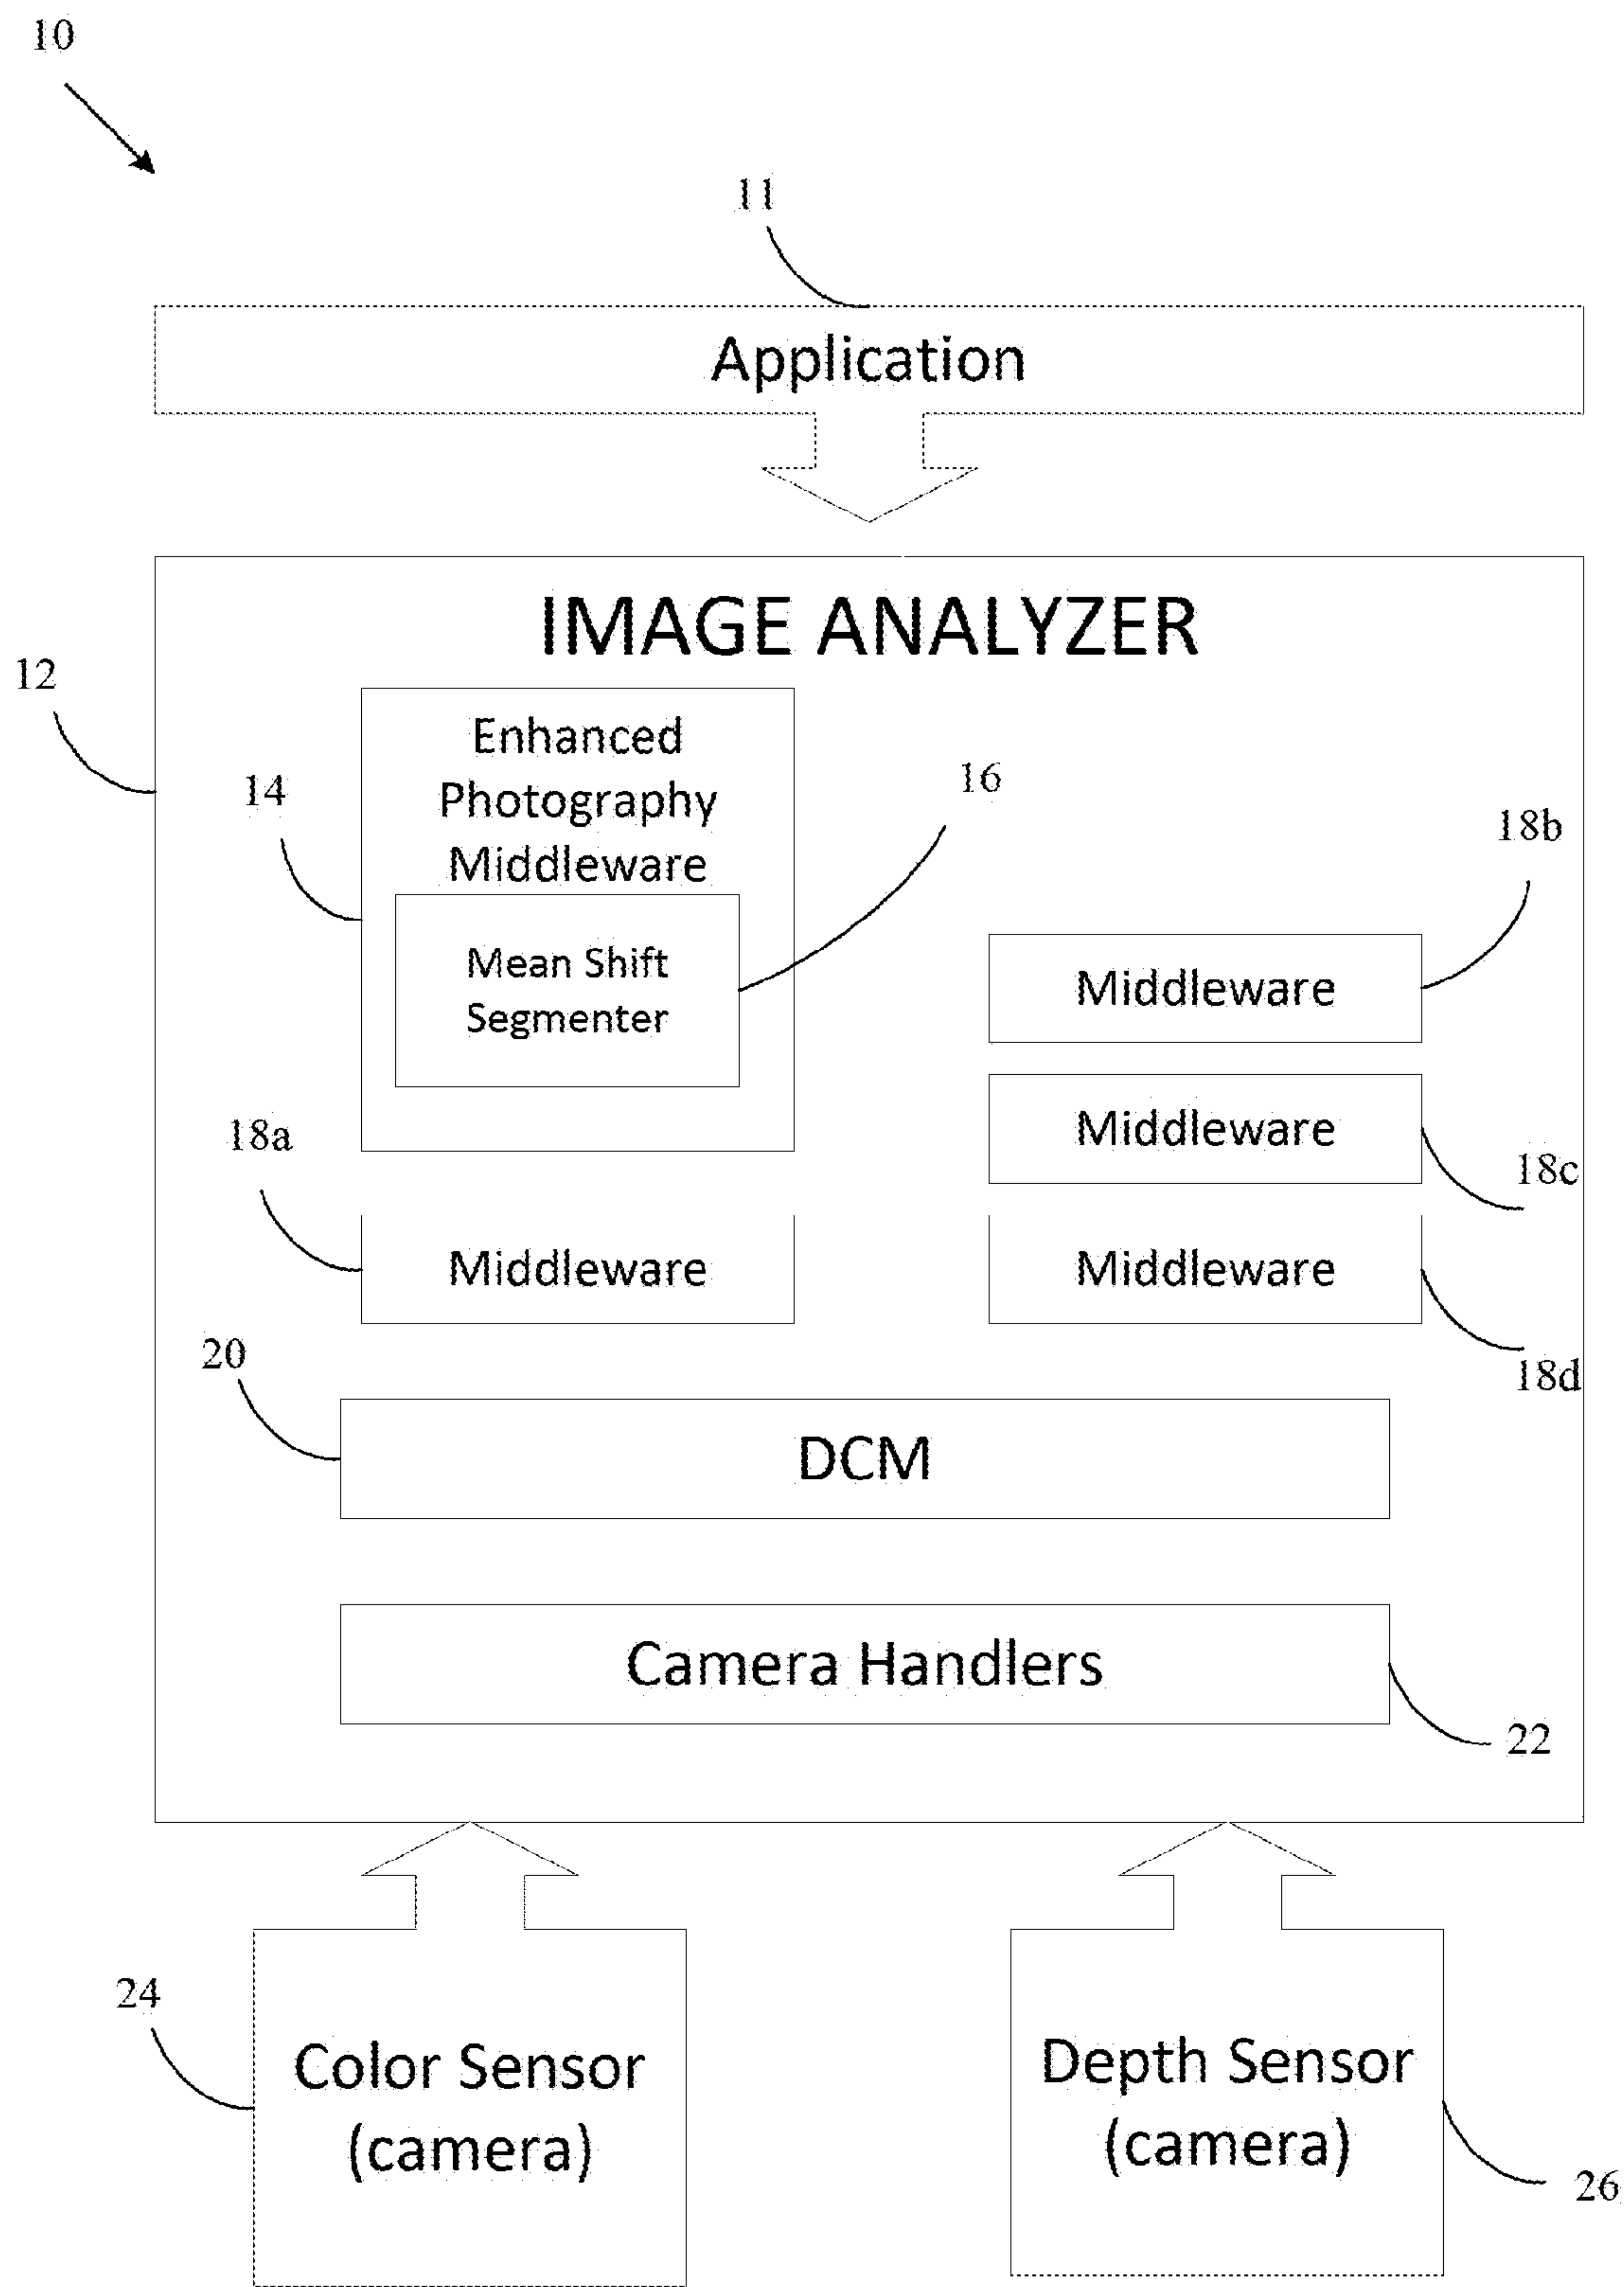 10
11
Application
IMAGE ANALYZER
12
Enhanced
Photography
Middleware
14
16
Mean Shift
Segmenter
18b
Middleware
Middleware
18c
18a
Middleware
Middleware
18d
20
DCM
Camera Handlers
22
24
Color Sensor
(camera)
Depth Sensor
(camera)
26